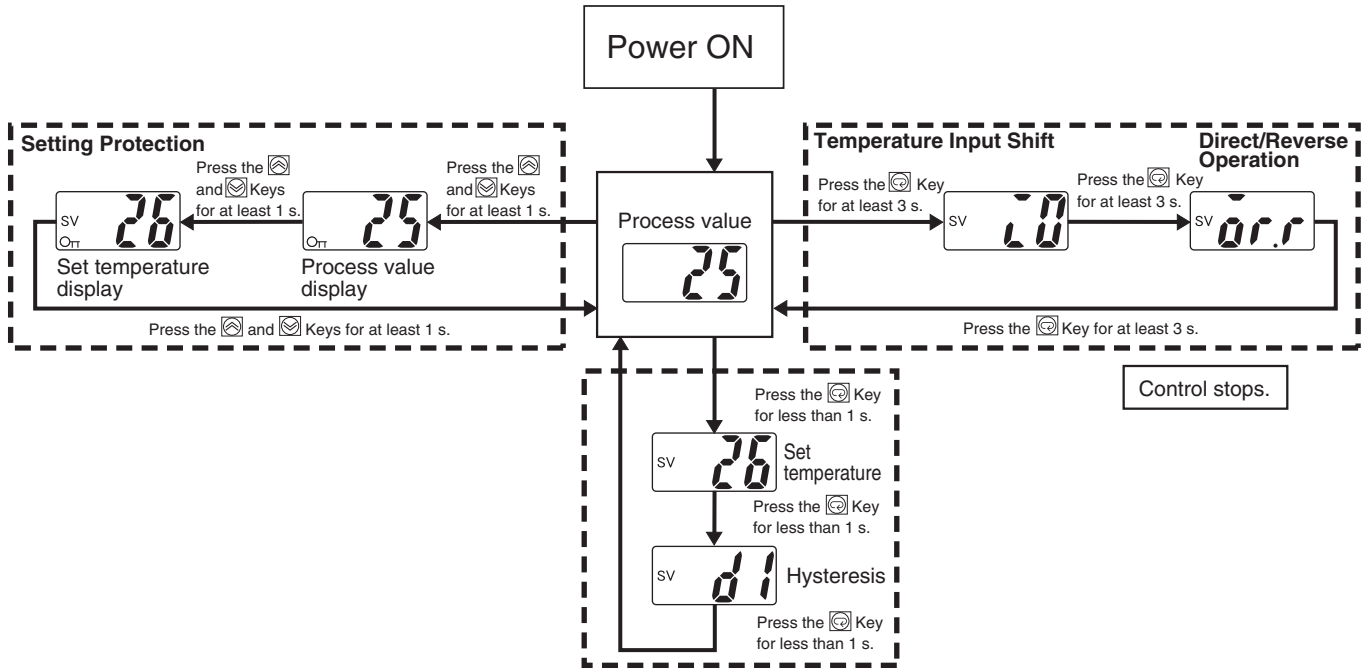 Power ON
Setting Protection
Press the
and Keys
for at least 1 s.
Press the
and Keys
for at least 1 s.
SV 26
Set temperature
display
25
Process value
display
Press the and Keys for at least 1 s.
Process value
25
Temperature Input Shift
Direct/Reverse
Operation
Press the Key
for at least 3 s.
Press the Key
for at least 3 s.
SV
SV
Press the Key for at least 3 s.
Control stops.
Press the Key
for less than 1 s.
SV 26
Set
temperature
Press the Key
for less than 1 s.
SV d1
Hysteresis
Press the Key
for less than 1 s.